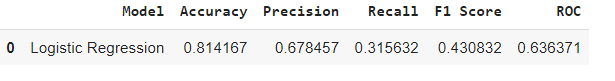 Model Accuracy Precision Recall F1 Score ROC
0 Logistic Regression 0.814167 0.678457 0.315632 0.430832 0.636371